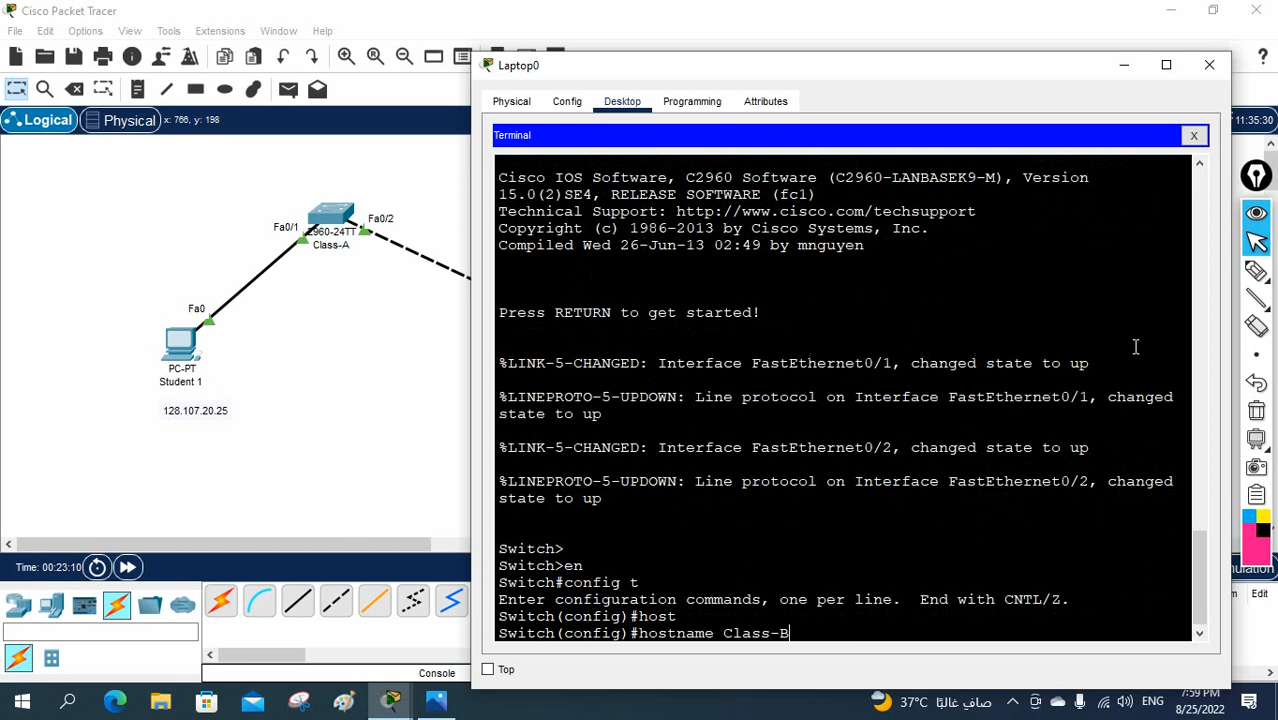 Cisco Packet Tracer
File Edit Options View Tools Extensions Window Help
Logical Physical x: 766, y: 198
11:35:30
Fa0/2
Fa0/1
2960-24TT
Class-A
Fa0
PC-PT
Student 1
128.107.20.25
Time: 00:23:10
Console
Laptop0
Physical Config Desktop Programming Attributes
Terminal
X
Cisco IOS Software, C2960 Software (C2960-LANBASEK9-M), Version
15.0(2)SE4, RELEASE SOFTWARE (fc1)
Technical Support: http://www.cisco.com/techsupport
Copyright (c) 1986-2013 by Cisco Systems, Inc.
Compiled Wed 26-Jun-13 02:49 by mnguyen
Press RETURN to get started!
%LINK-5-CHANGED: Interface FastEthernet0/1, changed state to up
%LINEPROTO-5-UPDOWN: Line protocol on Interface FastEthernet0/1, changed
state to up
%LINK-5-CHANGED: Interface FastEthernet0/2, changed state to up
%LINEPROTO-5-UPDOWN: Line protocol on Interface FastEthernet0/2, changed
state to up
Switch>
Switch>en
Switch#config t
Enter configuration commands, one per line.  End with CNTL/Z.
Switch(config)#host
Switch(config)#hostname Class-B
Top
Edit
37°C صافٍ غالبًا
ENG
7:59 PM
8/25/2022